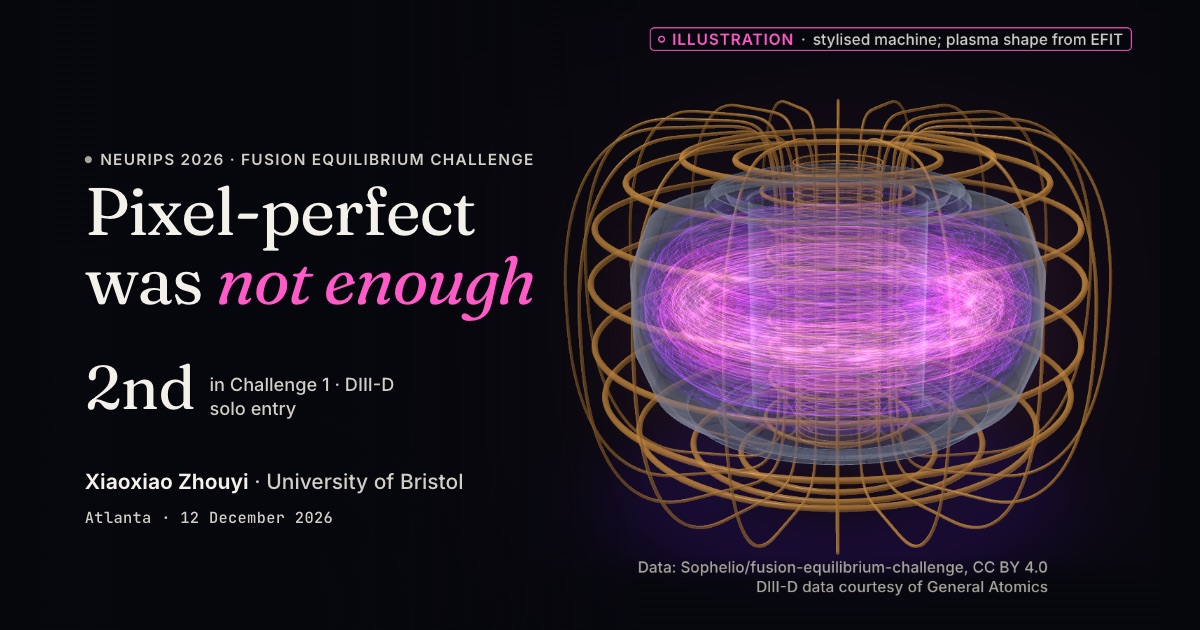 ILLUSTRATION · stylised machine; plasma shape from EFIT
NEURIPS 2026 · FUSION EQUILIBRIUM CHALLENGE
Pixel-perfect
was not enough
2nd
in Challenge 1 · DIII-D
solo entry
Xiaoxiao Zhouyi · University of Bristol
Atlanta · 12 December 2026
Data: Sophelio/fusion-equilibrium-challenge, CC BY 4.0
DIII-D data courtesy of General Atomics